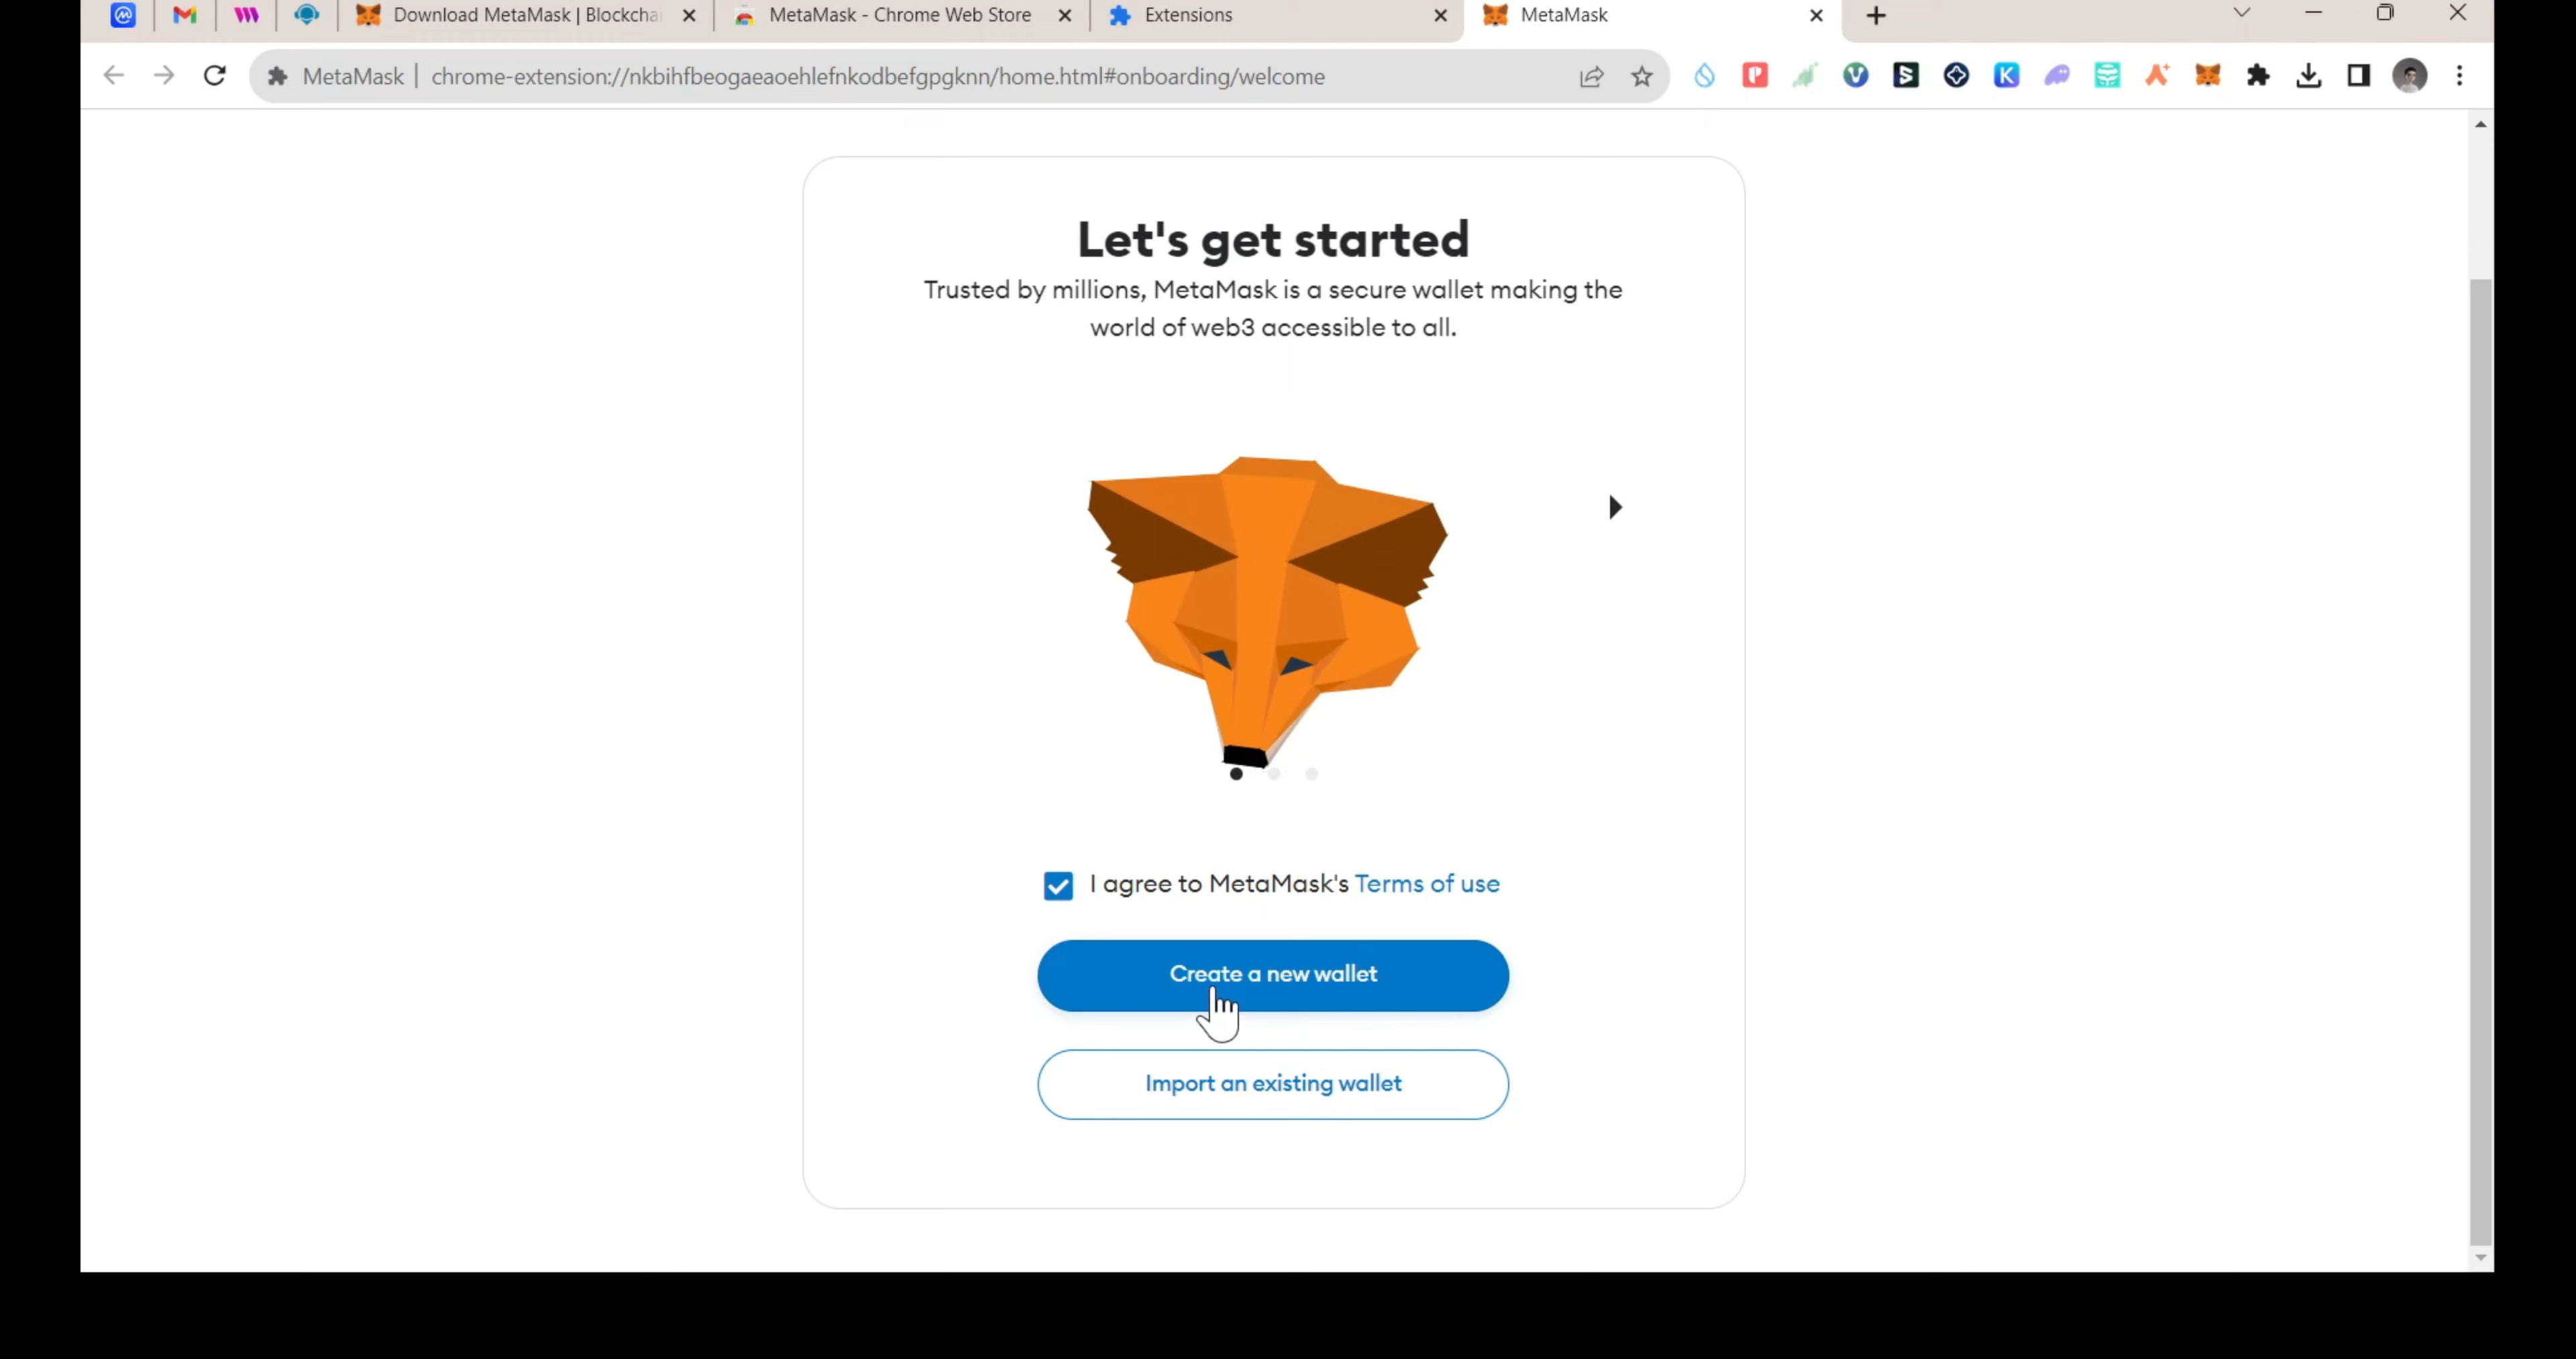 Download MetaMask | Blockchai
MetaMask - Chrome Web Store
Extensions
MetaMask
MetaMask | chrome-extension://nkbihfbeogaeaoehlefnkodbefgpgknn/home.html#onboarding/welcome
Let's get started
Trusted by millions, MetaMask is a secure wallet making the
world of web3 accessible to all.
I agree to MetaMask's Terms of use
Create a new wallet
Import an existing wallet